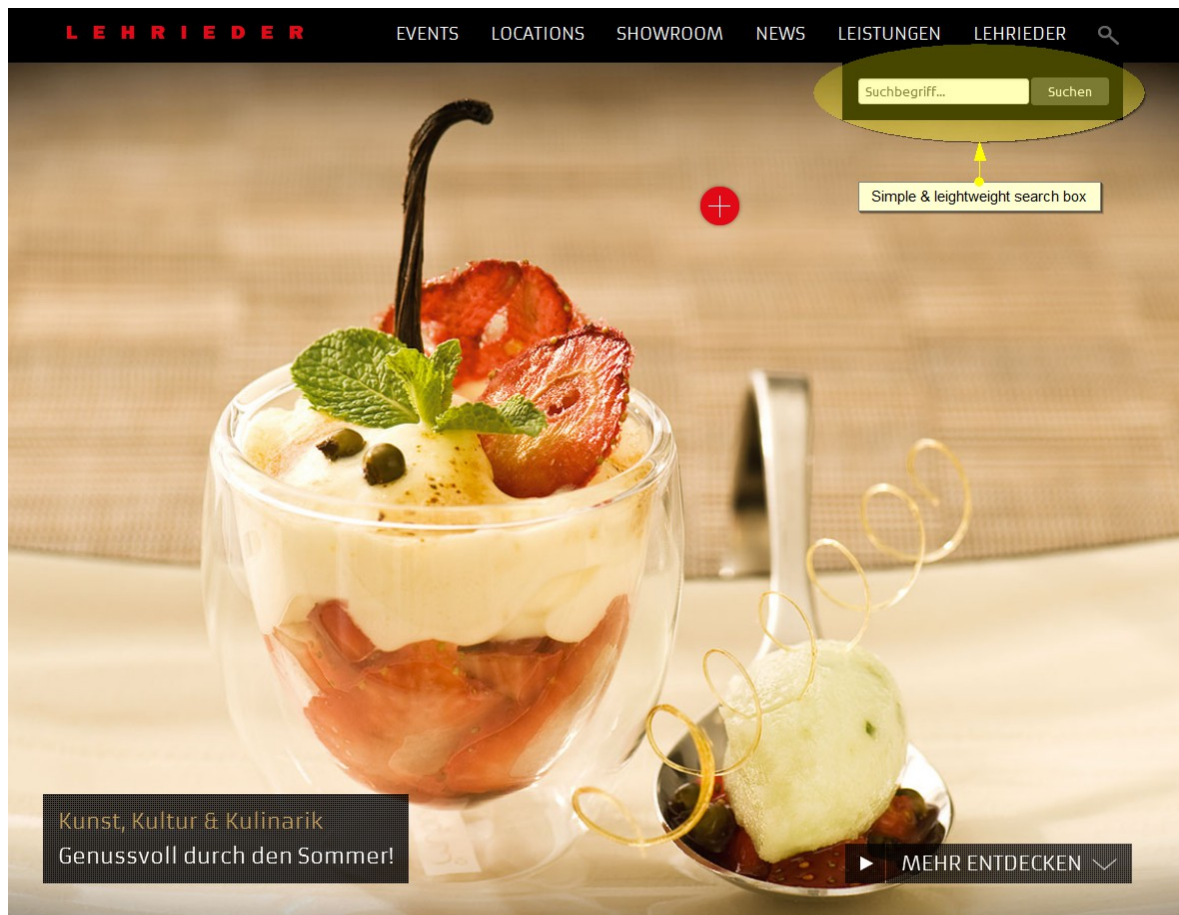 LEHRIEDER
EVENTS LOCATIONS SHOWROOM NEWS LEISTUNGEN LEHRIEDER
Suchbegriff... Suchen
Simple & leightweight search box
Kunst, Kultur & Kulinarik
Genussvoll durch den Sommer!
MEHR ENTDECKEN